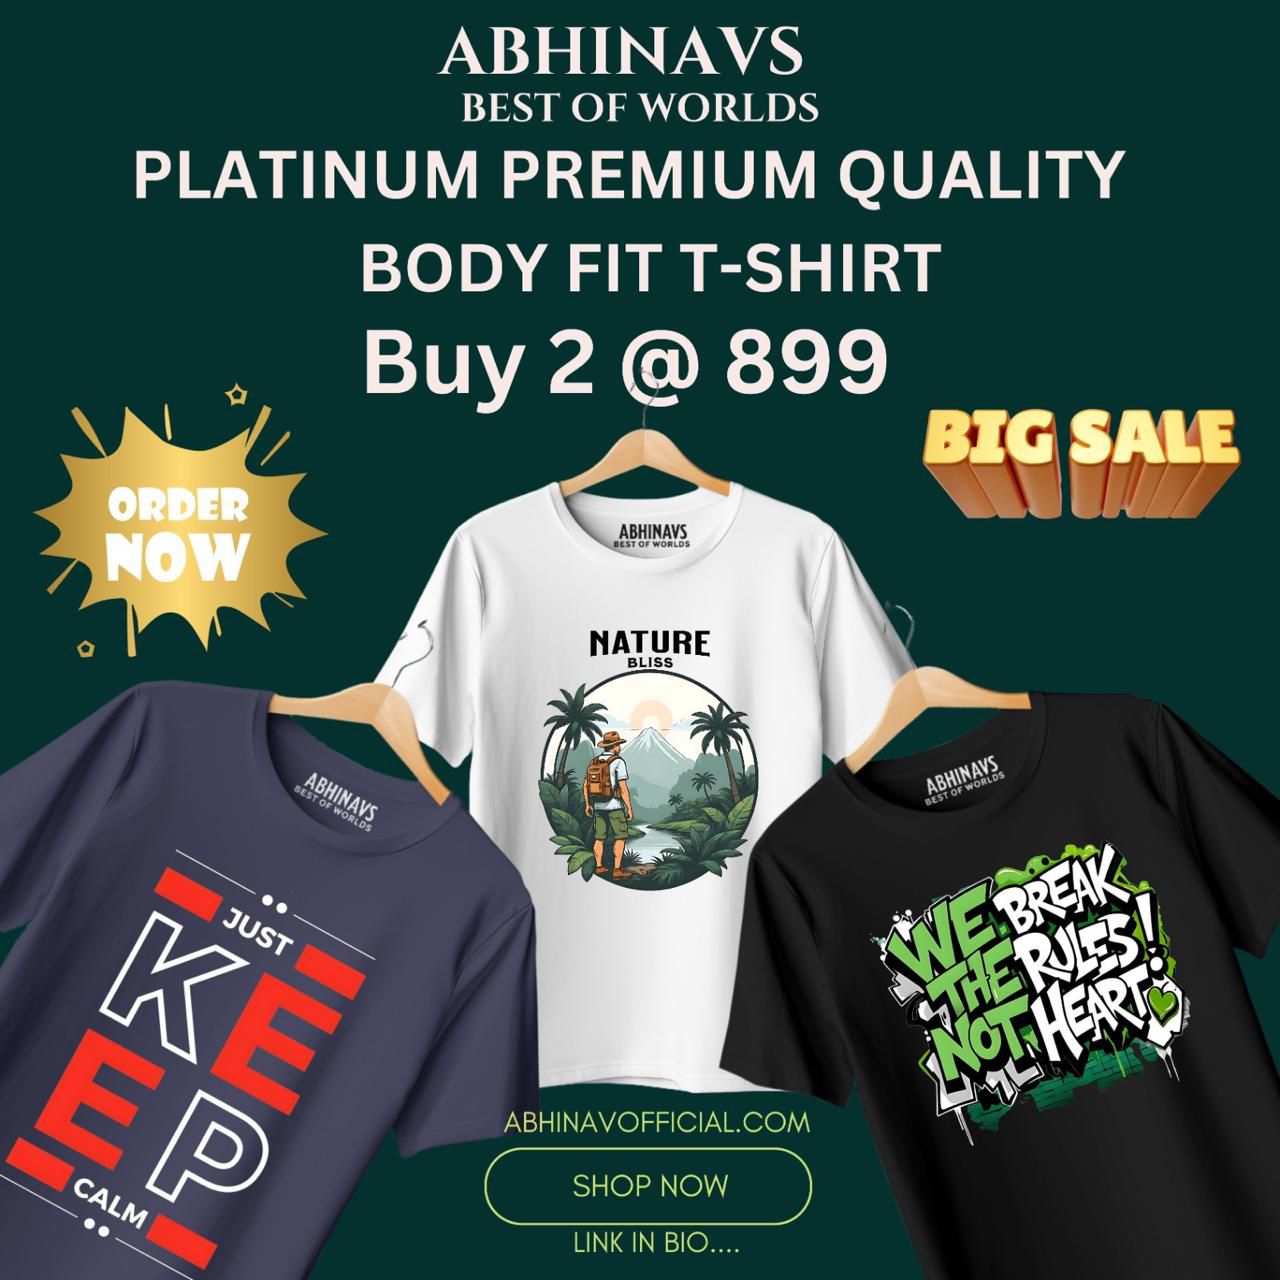 ABHINAVS
BEST OF WORLDS
PLATINUM PREMIUM QUALITY
BODY FIT T-SHIRT
Buy 2 @ 899
ORDER
NOW
BIG SALE
ABHINAVS
BEST OF WORLDS
NATURE
BLISS
ABHINAVS
BEST OF WORLDS
JUST
KE
EP
CALM
ABHINAVS
BEST OF WORLDS
WE BREAK
THE RULES!
NOT HEART
ABHINAVOFFICIAL.COM
SHOP NOW
LINK IN BIO....